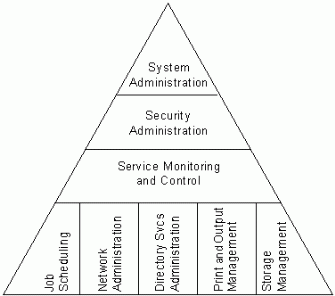 System
Administration
Security
Administration
Service Monitoring
and Control
Job
Scheduling
Network
Administration
Directory Svcs
Administration
Print and Output
Management
Storage
Management